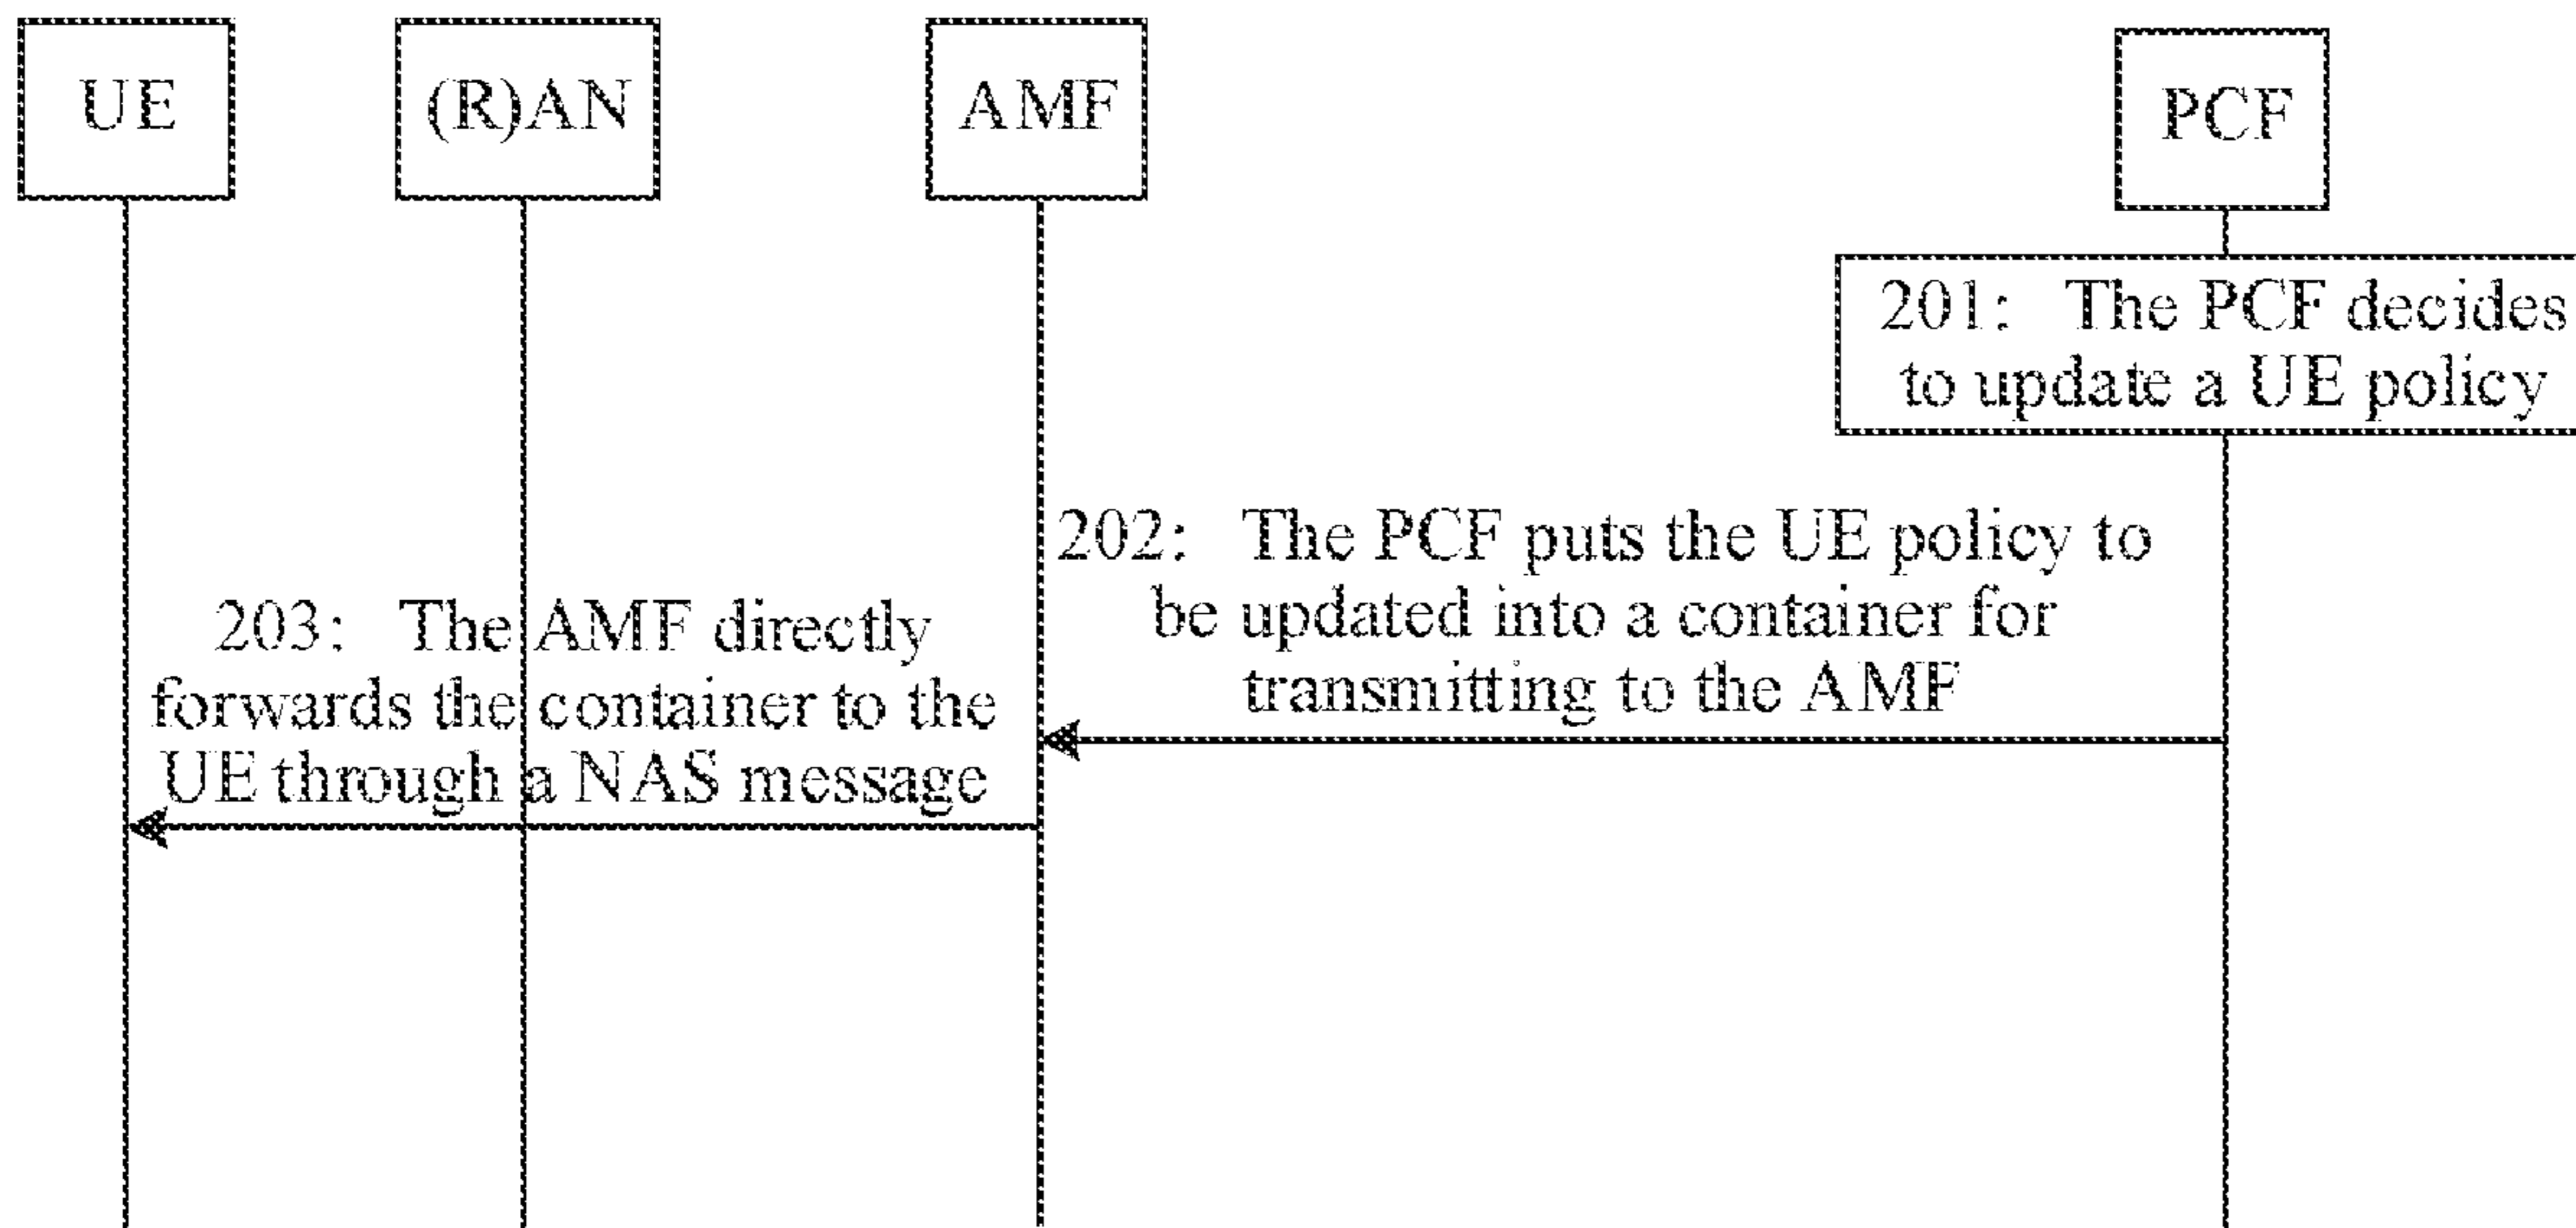 UE
(R)AN
AMF
PCF
201: The PCF decides
to update a UE policy
202: The PCF puts the UE policy to
be updated into a container for
transmitting to the AMF
203: The AMF directly
forwards the container to the
UE through a NAS message